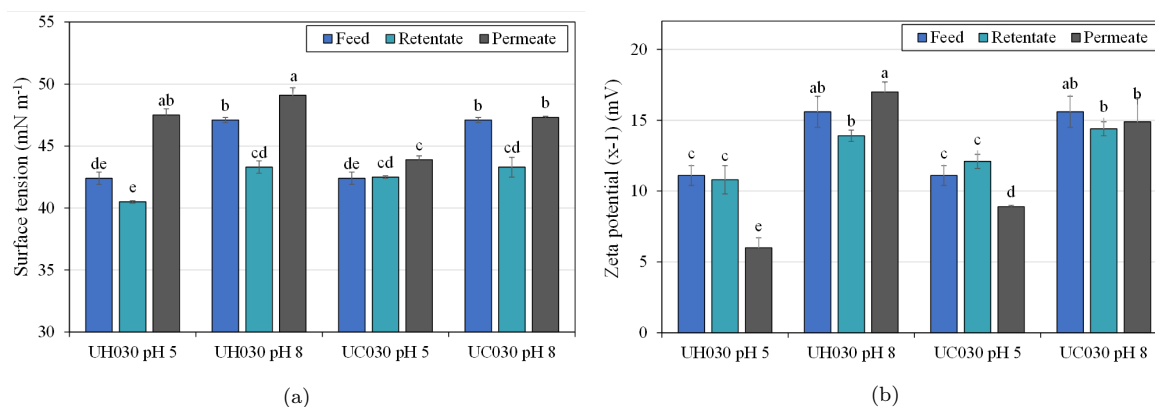 Feed Retentate Permeate
Surface tension (mN m-1)
60
55
50
45
40
35
30
de
e
ab
b
cd
a
de
cd
c
b
cd
b
UH030 pH 5 UH030 pH 8 UC030 pH 5 UC030 pH 8
(a)
Feed Retentate Permeate
Zeta potential (x-1) (mV)
20
15
10
5
0
c
c
e
ab
b
a
c
c
d
ab
b
b
UH030 pH 5 UH030 pH 8 UC030 pH 5 UC030 pH 8
(b)